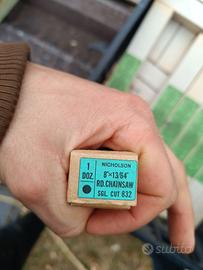 NICHOLSON
1
DOZ.
8"×13/64"
RD.CHAINSAW
SGL. CUT 832
subito